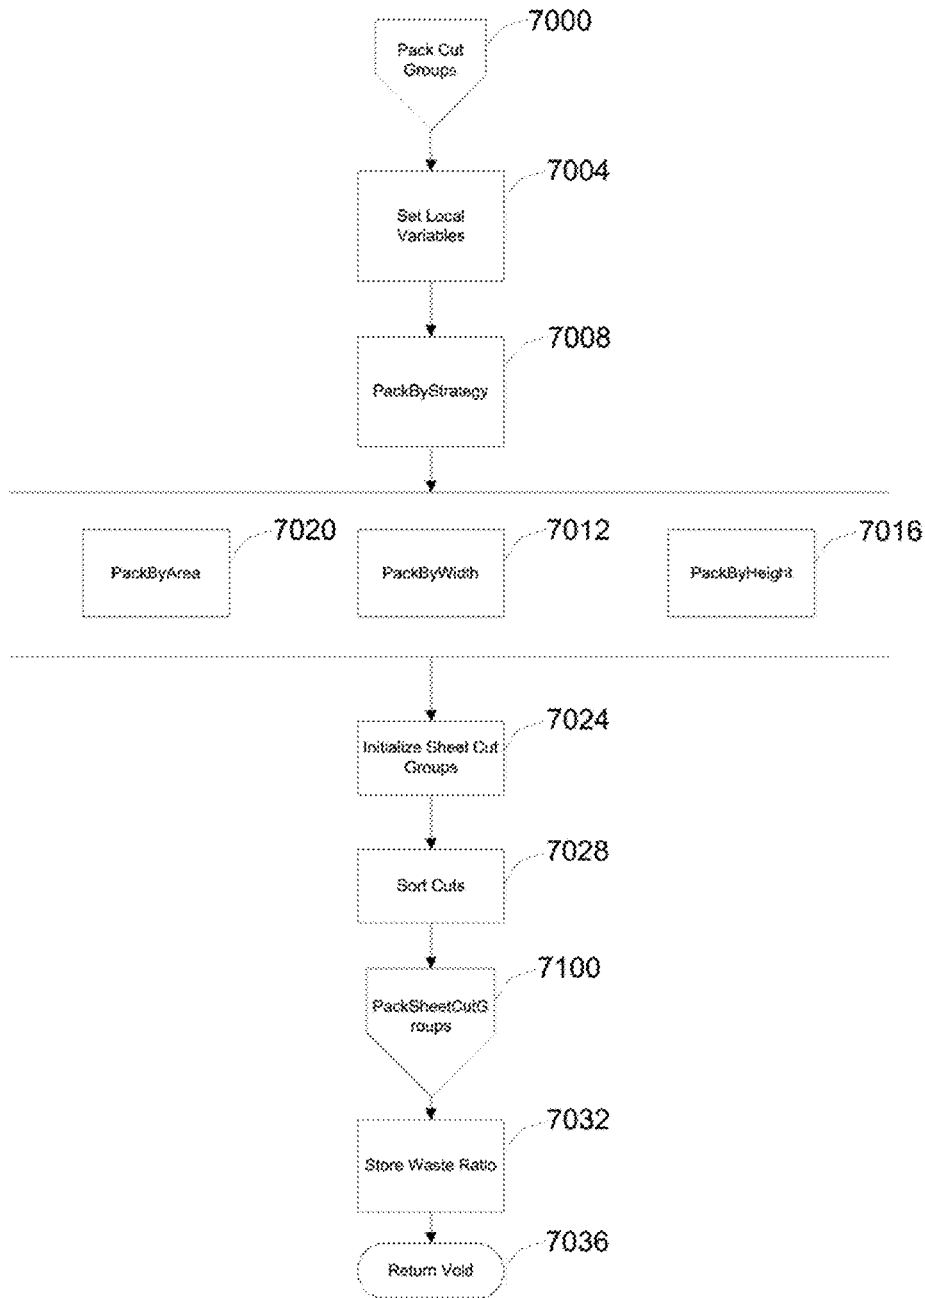 7000
Pack Cut
Groups
7004
Set Local
Variables
7008
PackByStrategy
7020
7012
7016
PackByArea
PackByWidth
PackByHeight
7024
Initialize Sheet Cut
Groups
7028
Sort Cuts
7100
PackSheetCutG
roups
7032
Store Waste Ratio
7036
Return Void